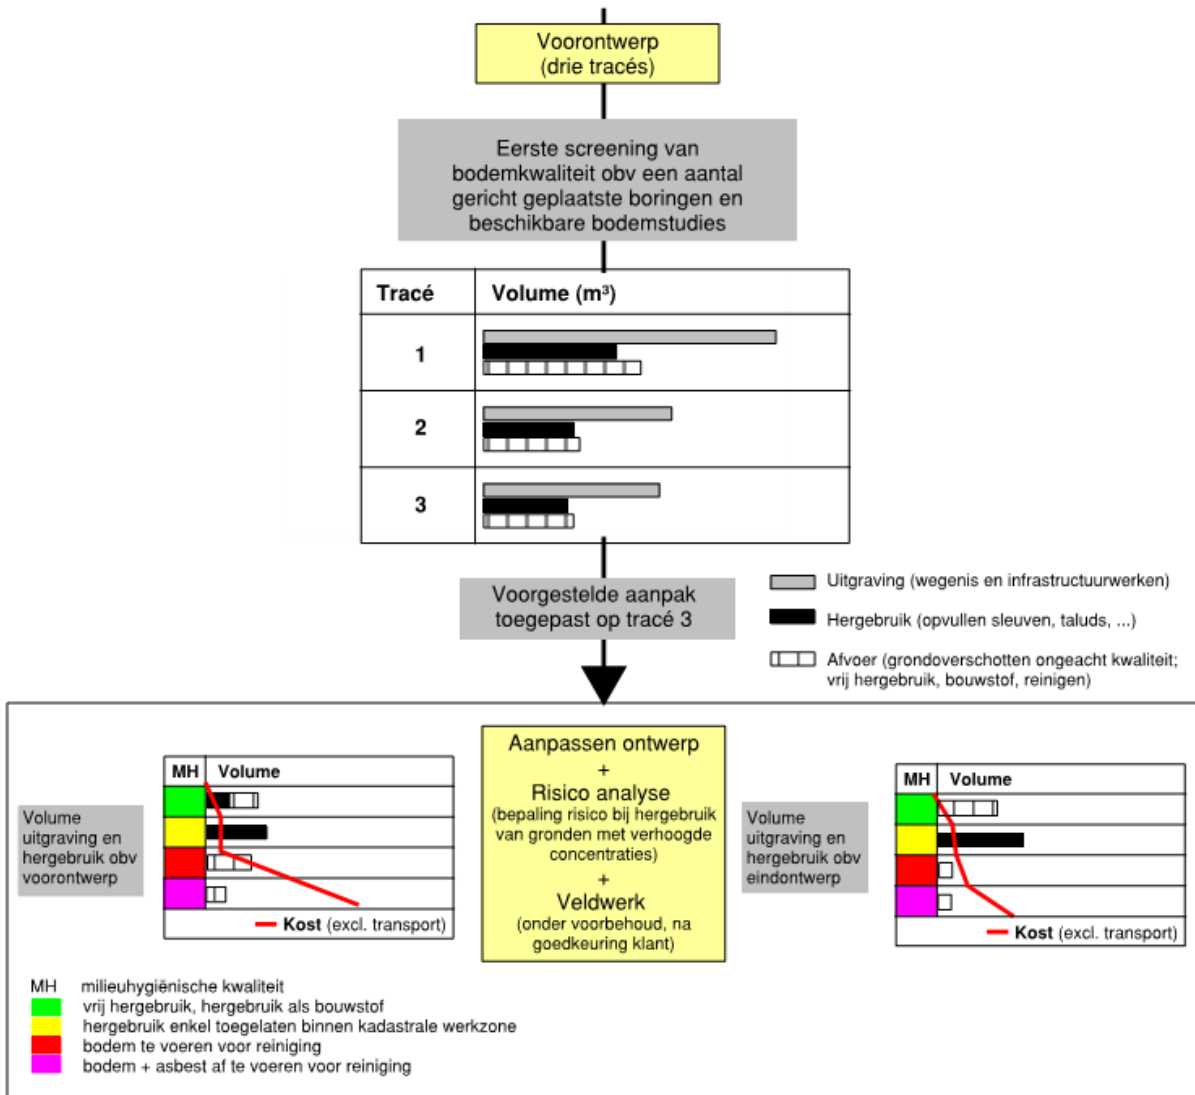 Voorontwerp
(drie tracés)
Eerste screening van
bodemkwaliteit obv een aantal
gericht geplaatste boringen en
beschikbare bodemstudies
Tracé Volume (m³)
1
2
3
Voorgestelde aanpak
toegepast op tracé 3
Uitgraving (wegenis en infrastructuurwerken)
Hergebruik (opvullen sleuven, taluds, ...)
Afvoer (grondoverschotten ongeacht kwaliteit;
vrij hergebruik, bouwstof, reinigen)
Volume
uitgraving en
hergebruik obv
voorontwerp
MH Volume
Kost (excl. transport)
Aanpassen ontwerp
+
Risico analyse
(bepaling risico bij hergebruik
van gronden met verhoogde
concentraties)
+
Veldwerk
(onder voorbehoud, na
goedkeuring klant)
Volume
uitgraving en
hergebruik obv
eindontwerp
MH Volume
Kost (excl. transport)
MH milieuhygiënische kwaliteit
vrij hergebruik, hergebruik als bouwstof
hergebruik enkel toegelaten binnen kadastrale werkzone
bodem te voeren voor reiniging
bodem + asbest af te voeren voor reiniging